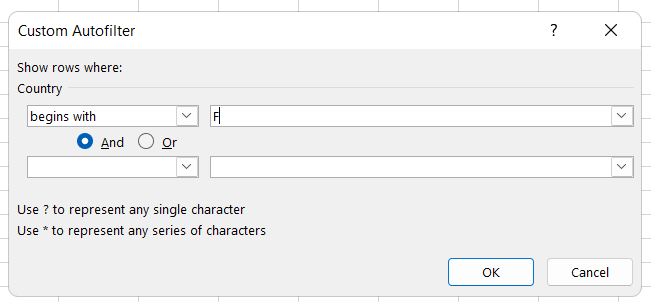 Custom Autofilter ?
Show rows where:
Country
begins with F
And Or
Use ? to represent any single character
Use * to represent any series of characters
OK Cancel